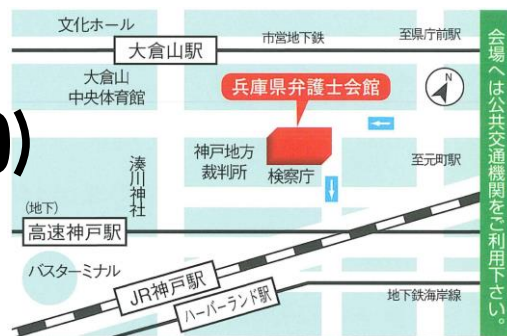 文化ホール
大倉山駅
市営地下鉄
至県庁前駅
大倉山
中央体育館
兵庫県弁護士会館
N
神戸地方
裁判所
検察庁
至元町駅
湊川神社
(地下)
高速神戸駅
バスターミナル
JR神戸駅
ハーバーランド駅
地下鉄海岸線
会場へは公共交通機関をご利用下さい。